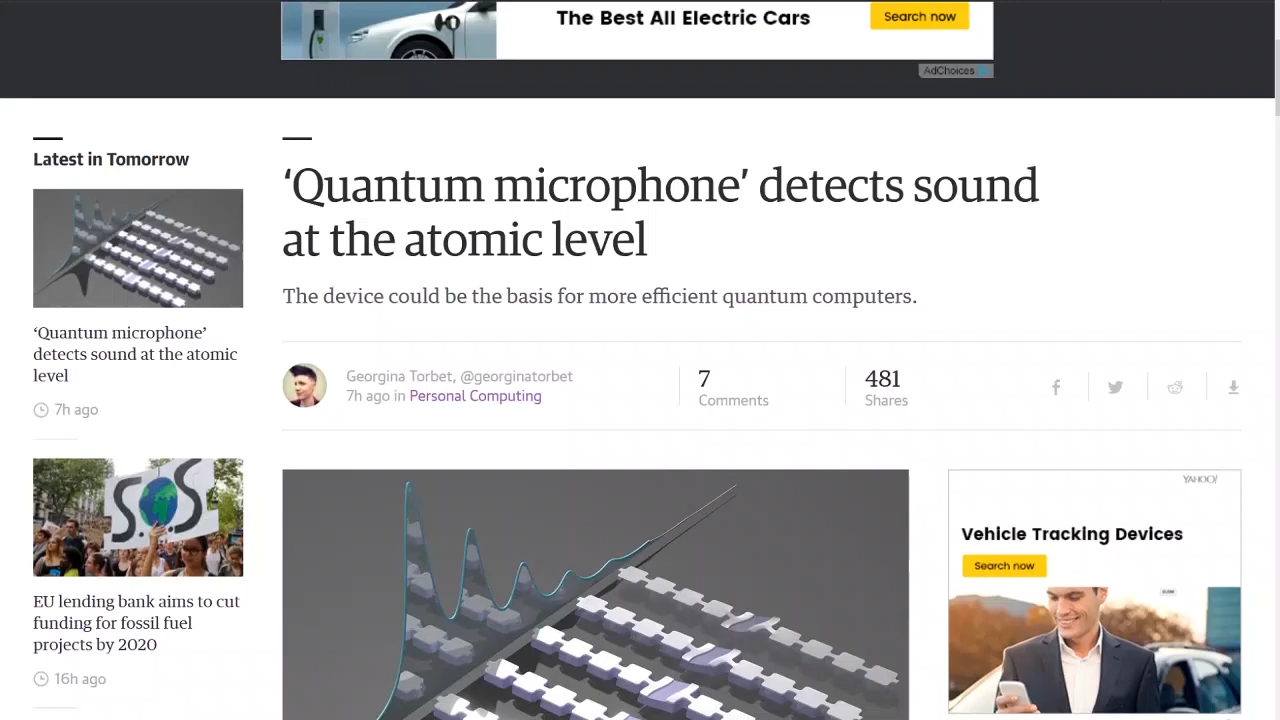 The Best All Electric Cars
Search now
AdChoices
Latest in Tomorrow
‘Quantum microphone’
detects sound at the atomic
level
7h ago
EU lending bank aims to cut
funding for fossil fuel
projects by 2020
16h ago
‘Quantum microphone’ detects sound
at the atomic level
The device could be the basis for more efficient quantum computers.
Georgina Torbet, @georginatorbet
7h ago in Personal Computing
7
Comments
481
Shares
YAHOO!
Vehicle Tracking Devices
Search now
S.O.S